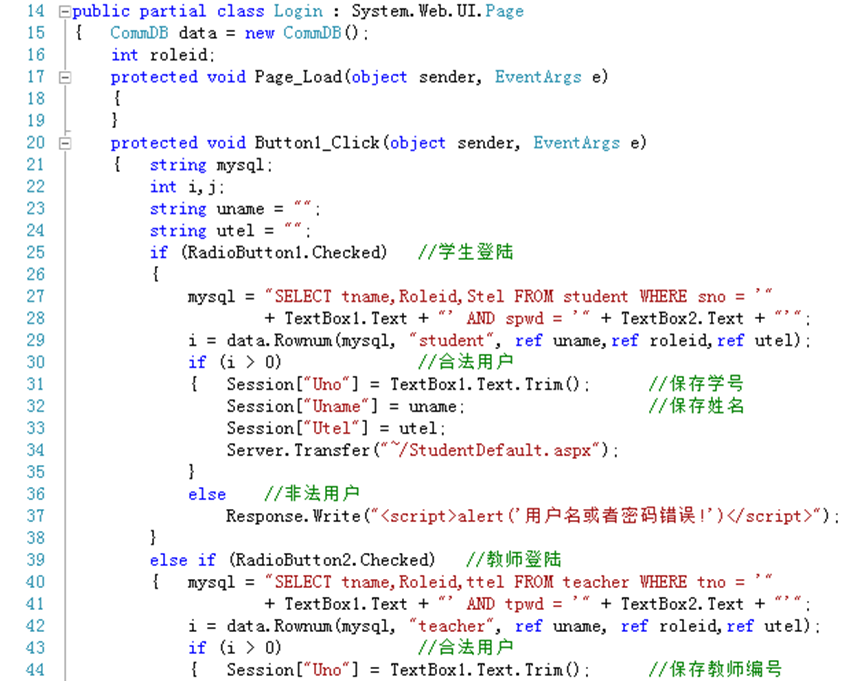 14 public partial class Login : System.Web.UI.Page
15 { CommDB data = new CommDB();
16 int roleid;
17 protected void Page_Load(object sender, EventArgs e)
18 {
19 }
20 protected void Button1_Click(object sender, EventArgs e)
21 { string mysql;
22 int i,j;
23 string uname = "";
24 string utel = "";
25 if (RadioButton1.Checked) //学生登陆
26 {
27 mysql = "SELECT tname,Roleid,Stel FROM student WHERE sno = '"
28 + TextBox1.Text + "' AND spwd = '" + TextBox2.Text + "'";
29 i = data.Rownum(mysql, "student", ref uname,ref roleid,ref utel);
30 if (i > 0) //合法用户
31 { Session["Uno"] = TextBox1.Text.Trim(); //保存学号
32 Session["Uname"] = uname; //保存姓名
33 Session["Utel"] = utel;
34 Server.Transfer("~/StudentDefault.aspx");
35 }
36 else //非法用户
37 Response.Write("<script>alert('用户名或者密码错误!')</script>");
38 }
39 else if (RadioButton2.Checked) //教师登陆
40 { mysql = "SELECT tname,Roleid,ttel FROM teacher WHERE tno = '"
41 + TextBox1.Text + "' AND tpwd = '" + TextBox2.Text + "'";
42 i = data.Rownum(mysql, "teacher", ref uname, ref roleid,ref utel);
43 if (i > 0) //合法用户
44 { Session["Uno"] = TextBox1.Text.Trim(); //保存教师编号